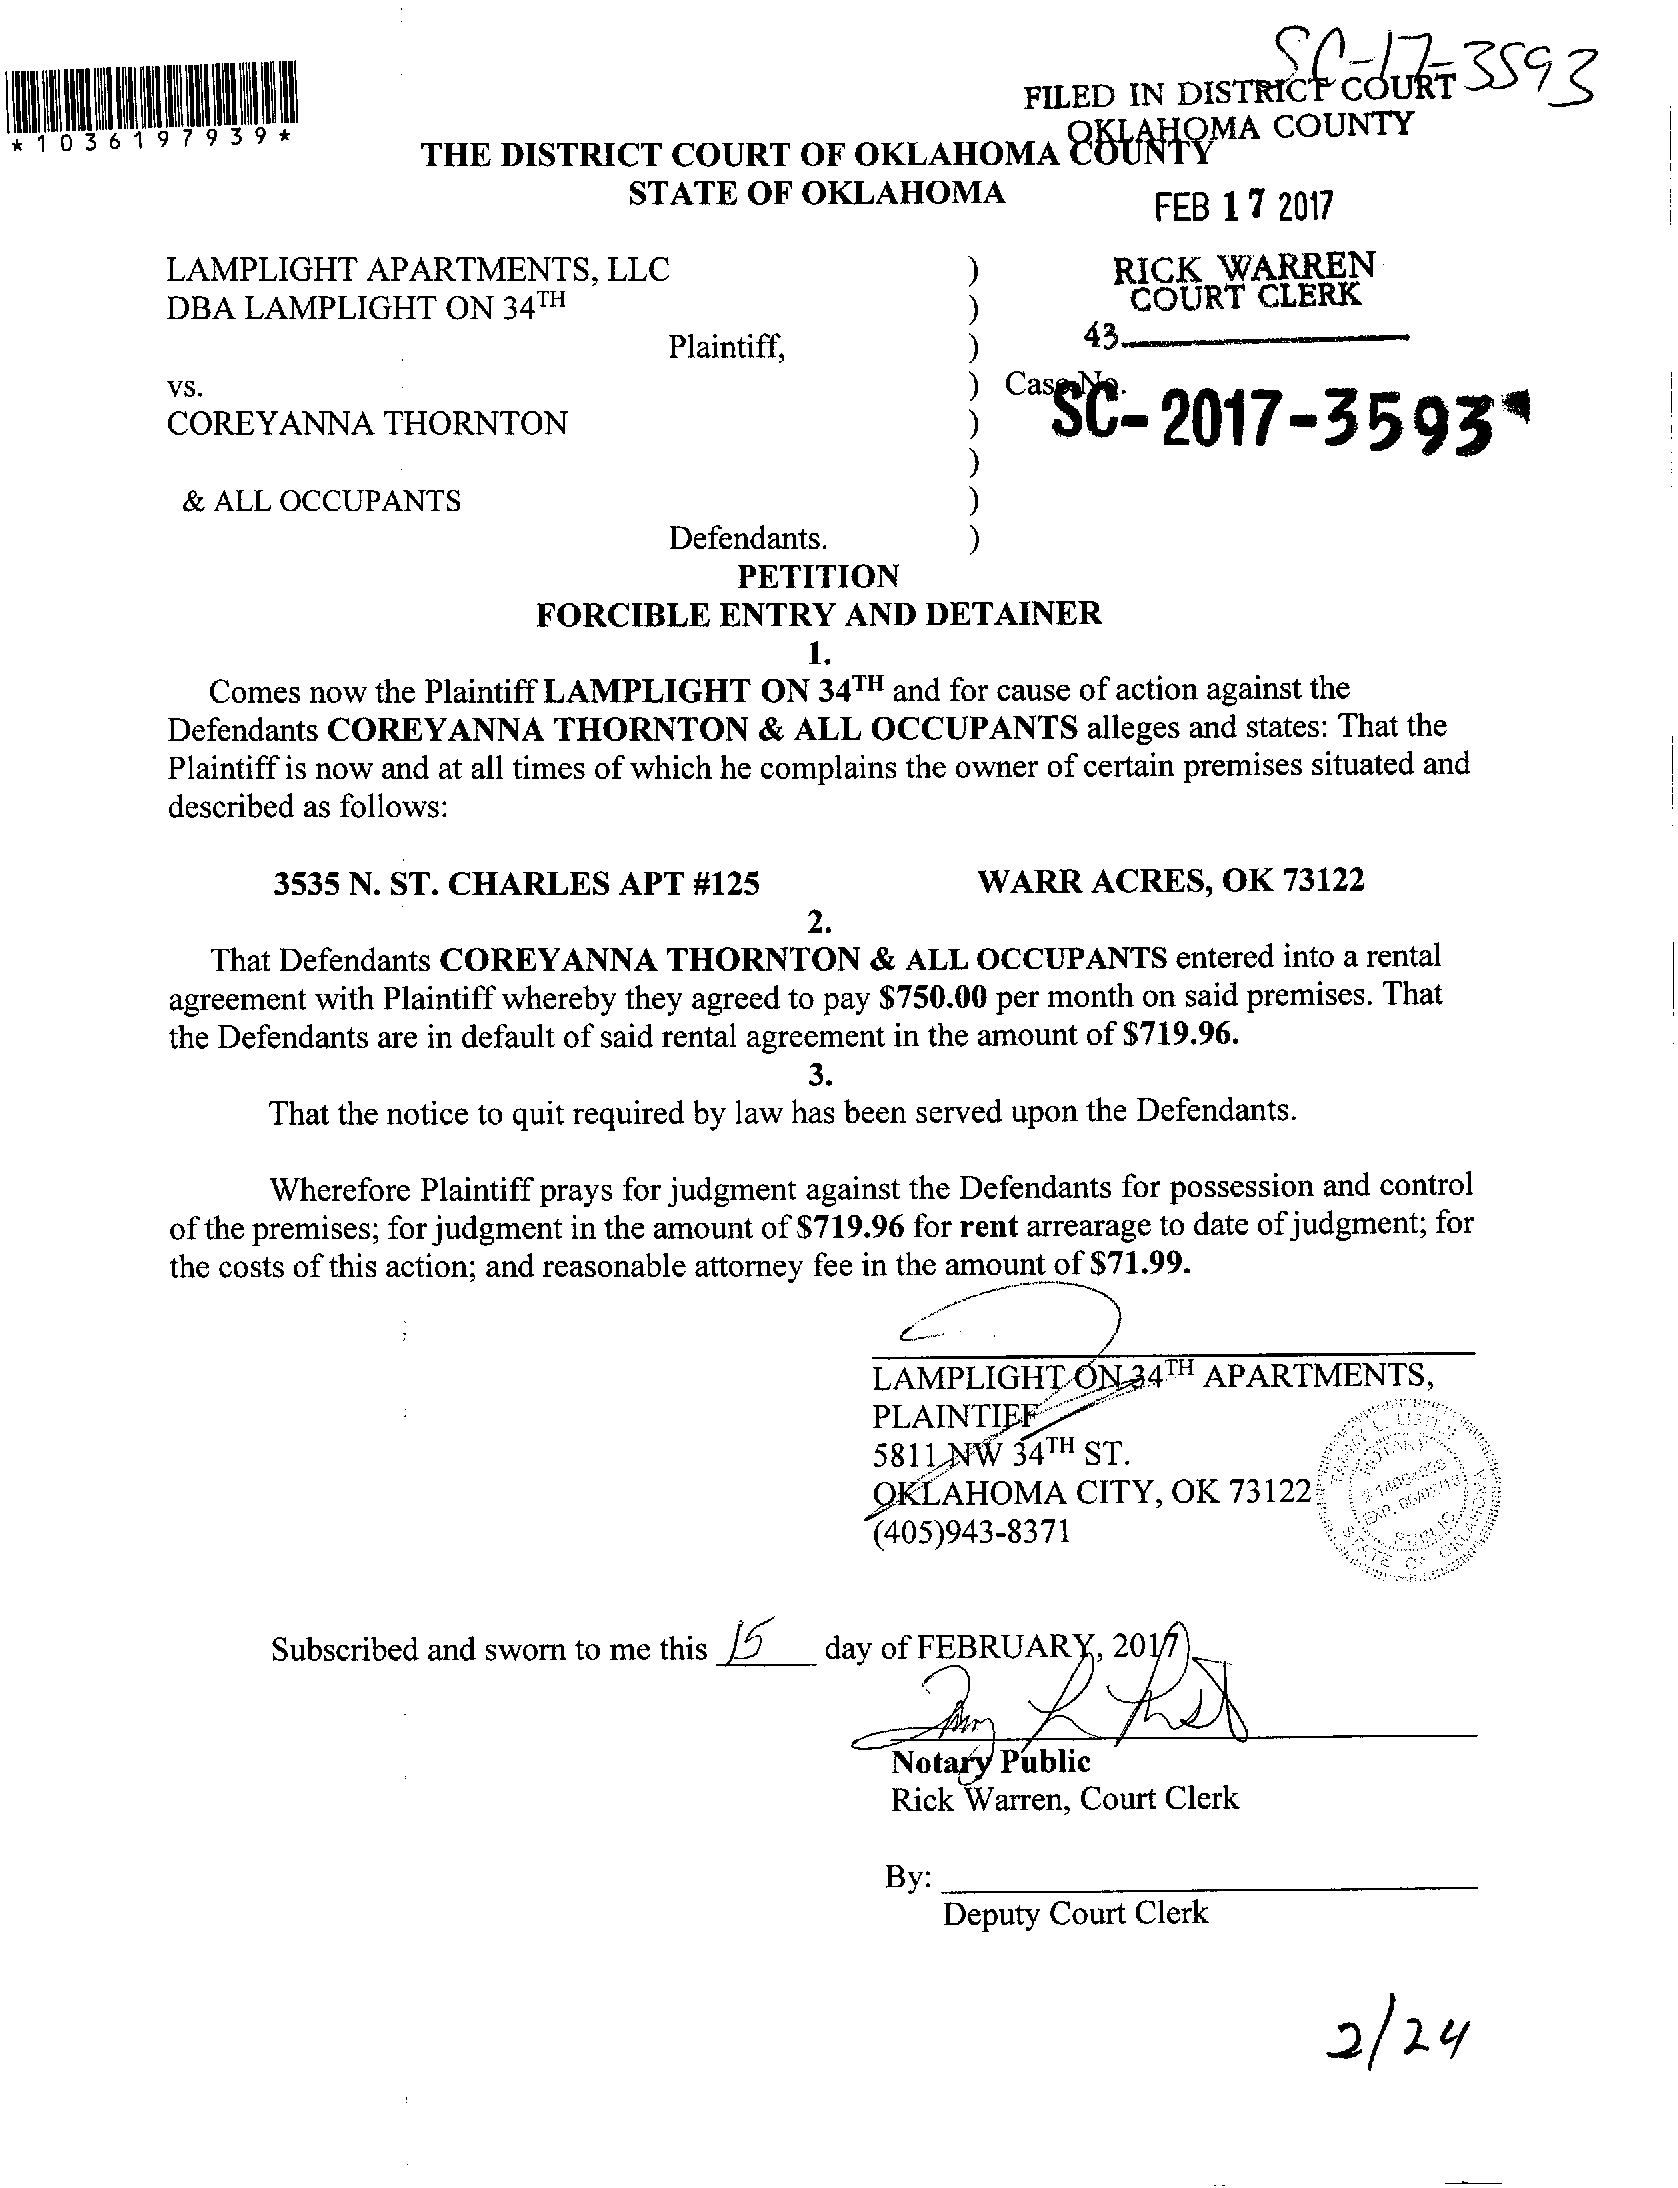 SC-17-3593
FILED IN DISTRICT COURT
OKLAHOMA COUNTY
*1036197939*
THE DISTRICT COURT OF OKLAHOMA COUNTY
STATE OF OKLAHOMA
FEB 17 2017
LAMPLIGHT APARTMENTS, LLC )
RICK WARREN
COURT CLERK
DBA LAMPLIGHT ON 34TH )
Plaintiff, )
43
vs. ) Case No.
SC-2017-3593
COREYANNA THORNTON )
)
& ALL OCCUPANTS )
Defendants. )
PETITION
FORCIBLE ENTRY AND DETAINER
1.
Comes now the Plaintiff LAMPLIGHT ON 34TH and for cause of action against the
Defendants COREYANNA THORNTON & ALL OCCUPANTS alleges and states: That the
Plaintiff is now and at all times of which he complains the owner of certain premises situated and
described as follows:
3535 N. ST. CHARLES APT #125 WARR ACRES, OK 73122
2.
That Defendants COREYANNA THORNTON & ALL OCCUPANTS entered into a rental
agreement with Plaintiff whereby they agreed to pay $750.00 per month on said premises. That
the Defendants are in default of said rental agreement in the amount of $719.96.
3.
That the notice to quit required by law has been served upon the Defendants.
Wherefore Plaintiff prays for judgment against the Defendants for possession and control
of the premises; for judgment in the amount of $719.96 for rent arrearage to date of judgment; for
the costs of this action; and reasonable attorney fee in the amount of $71.99.
LAMPLIGHT ON 34TH APARTMENTS,
PLAINTIFF
5811 NW 34TH ST.
OKLAHOMA CITY, OK 73122
(405)943-8371
NOTARY
PUBLIC
STATE OF OKLAHOMA
Subscribed and sworn to me this 15 day of FEBRUARY, 2017
Notary Public
Rick Warren, Court Clerk
By:
Deputy Court Clerk
2/24